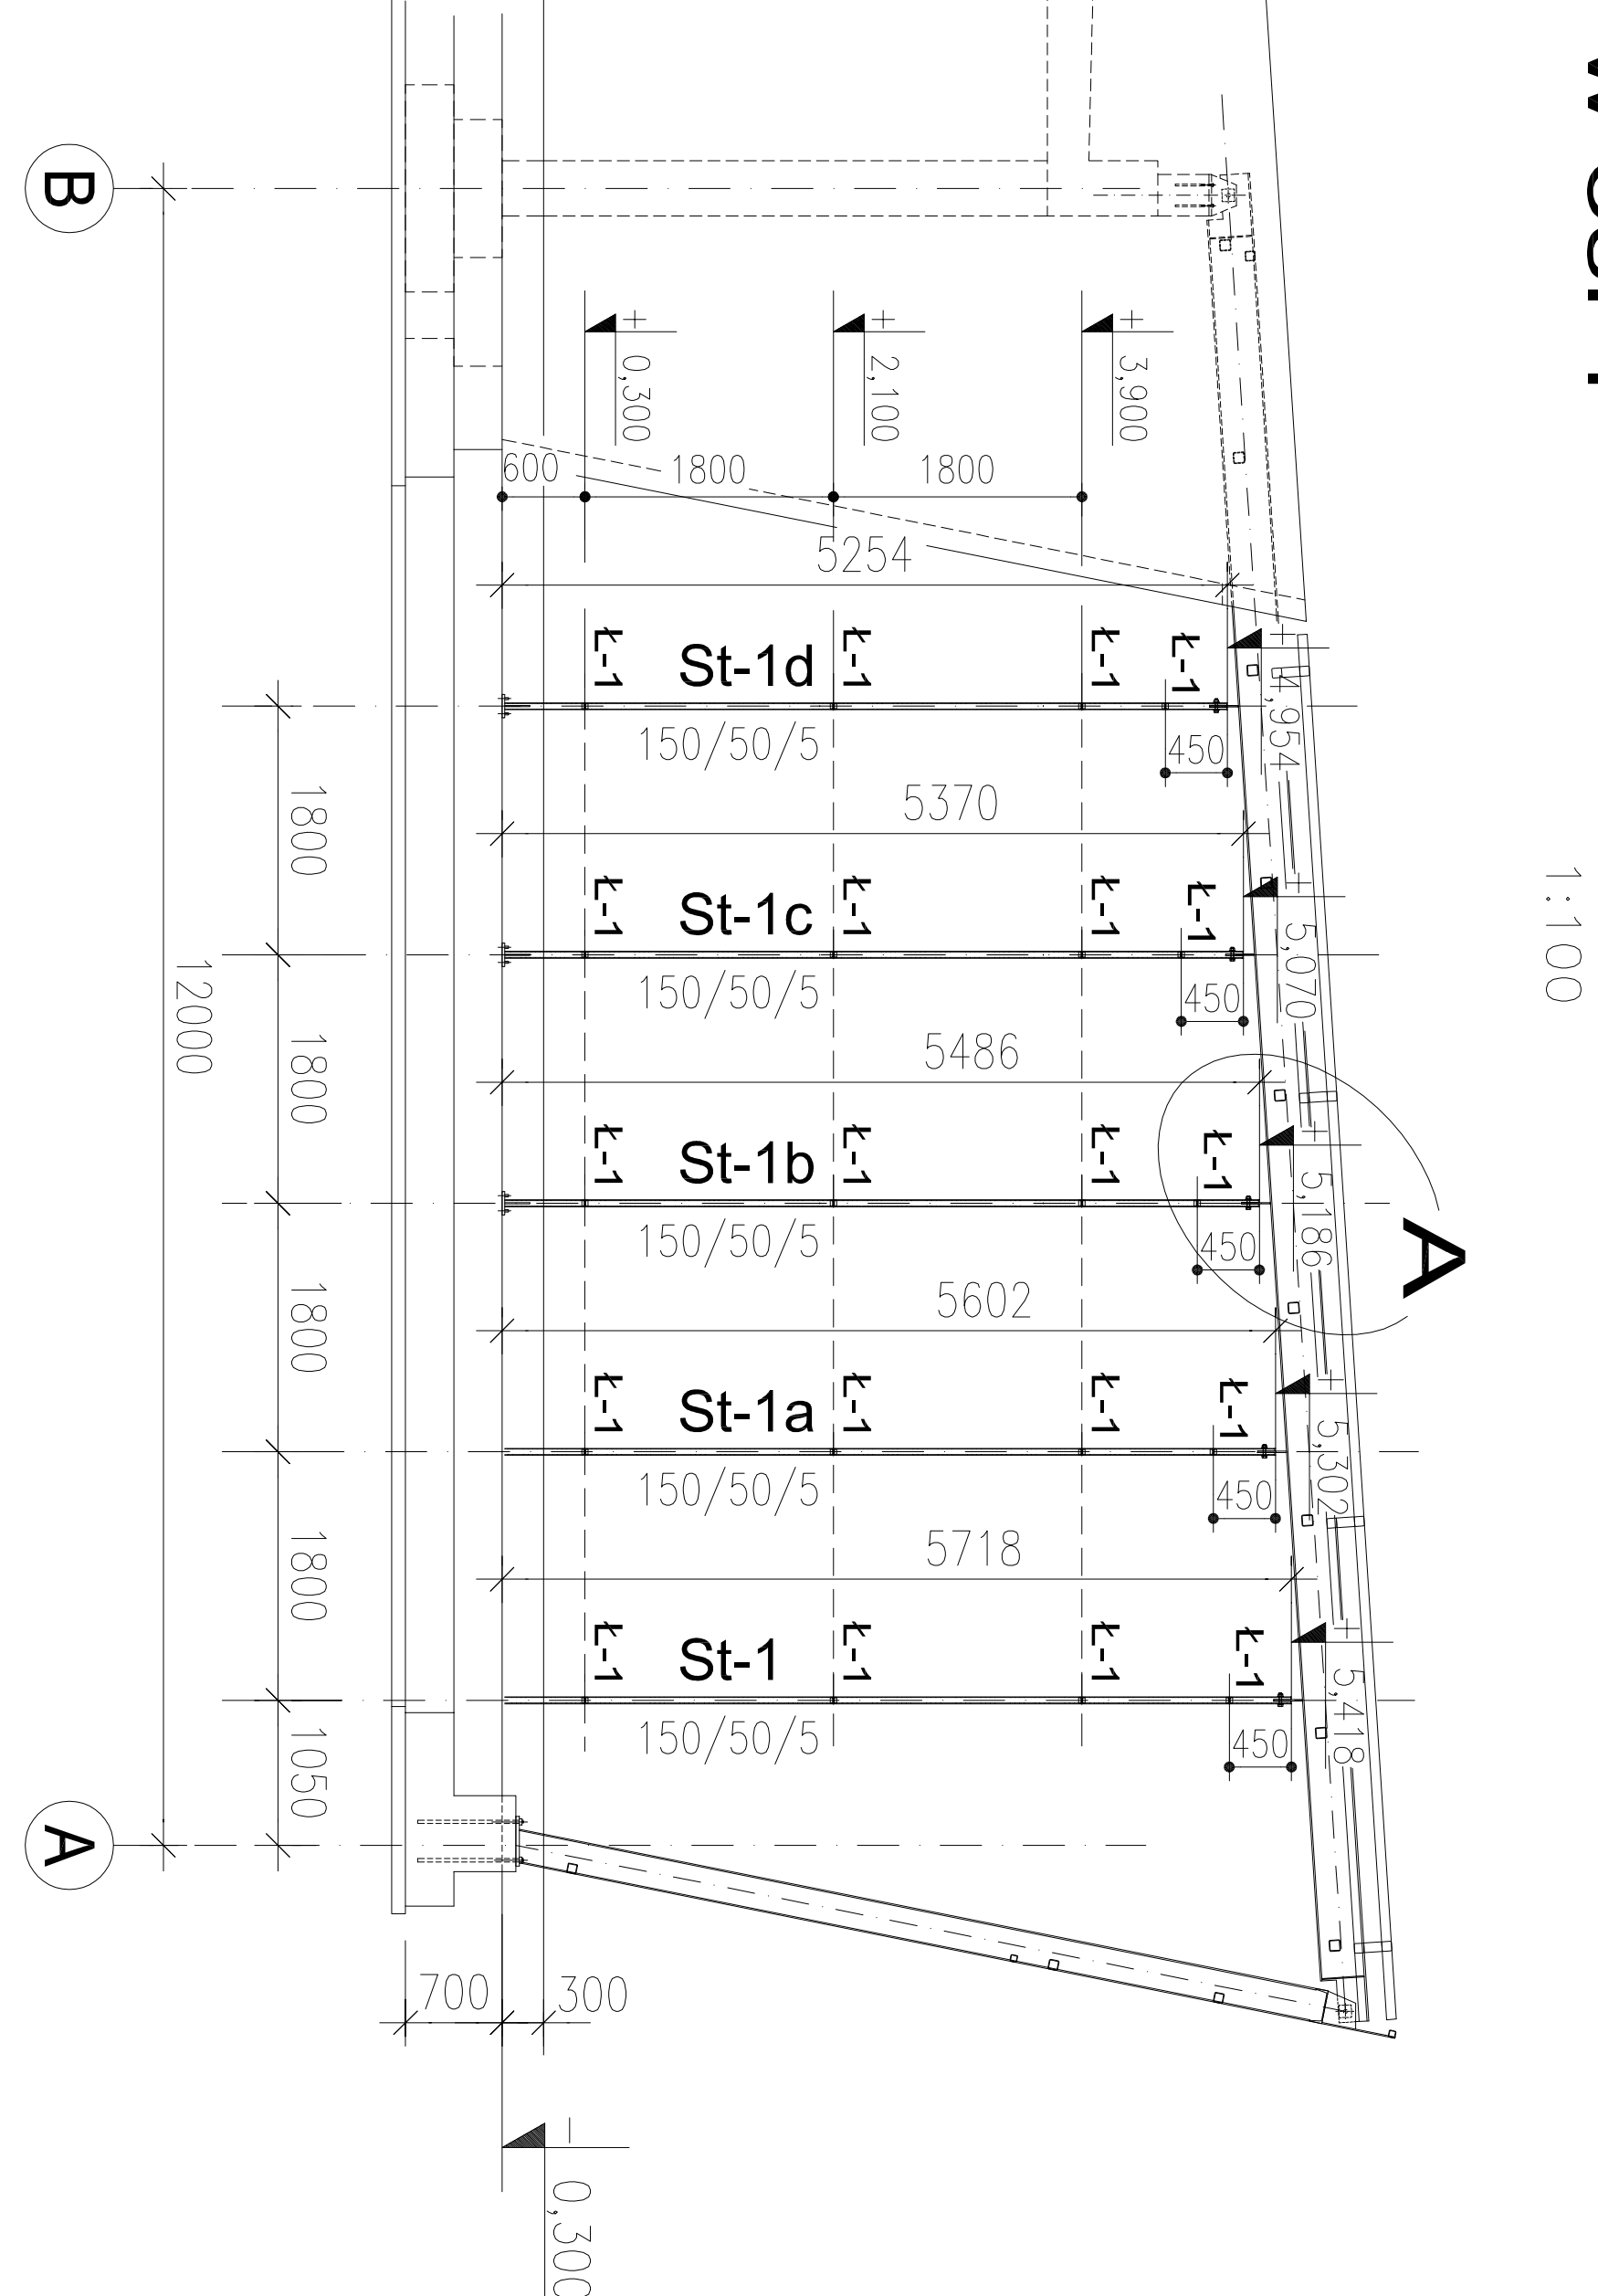 1:100
B
+ 0,300
+ 2,100
+ 3,900
600
1800
1800
5254
Ł-1
St-1d
Ł-1
Ł-1
Ł-1
+ 4,954
150/50/5
450
5370
1800
Ł-1
St-1c
Ł-1
Ł-1
Ł-1
+ 5,070
150/50/5
450
12000
5486
1800
Ł-1
St-1b
Ł-1
Ł-1
Ł-1
+ 5,186
A
150/50/5
450
5602
1800
Ł-1
St-1a
Ł-1
Ł-1
Ł-1
+ 5,302
150/50/5
450
5718
1800
Ł-1
St-1
Ł-1
Ł-1
Ł-1
+ 5,418
150/50/5
450
1050
A
700
300
- 0,300